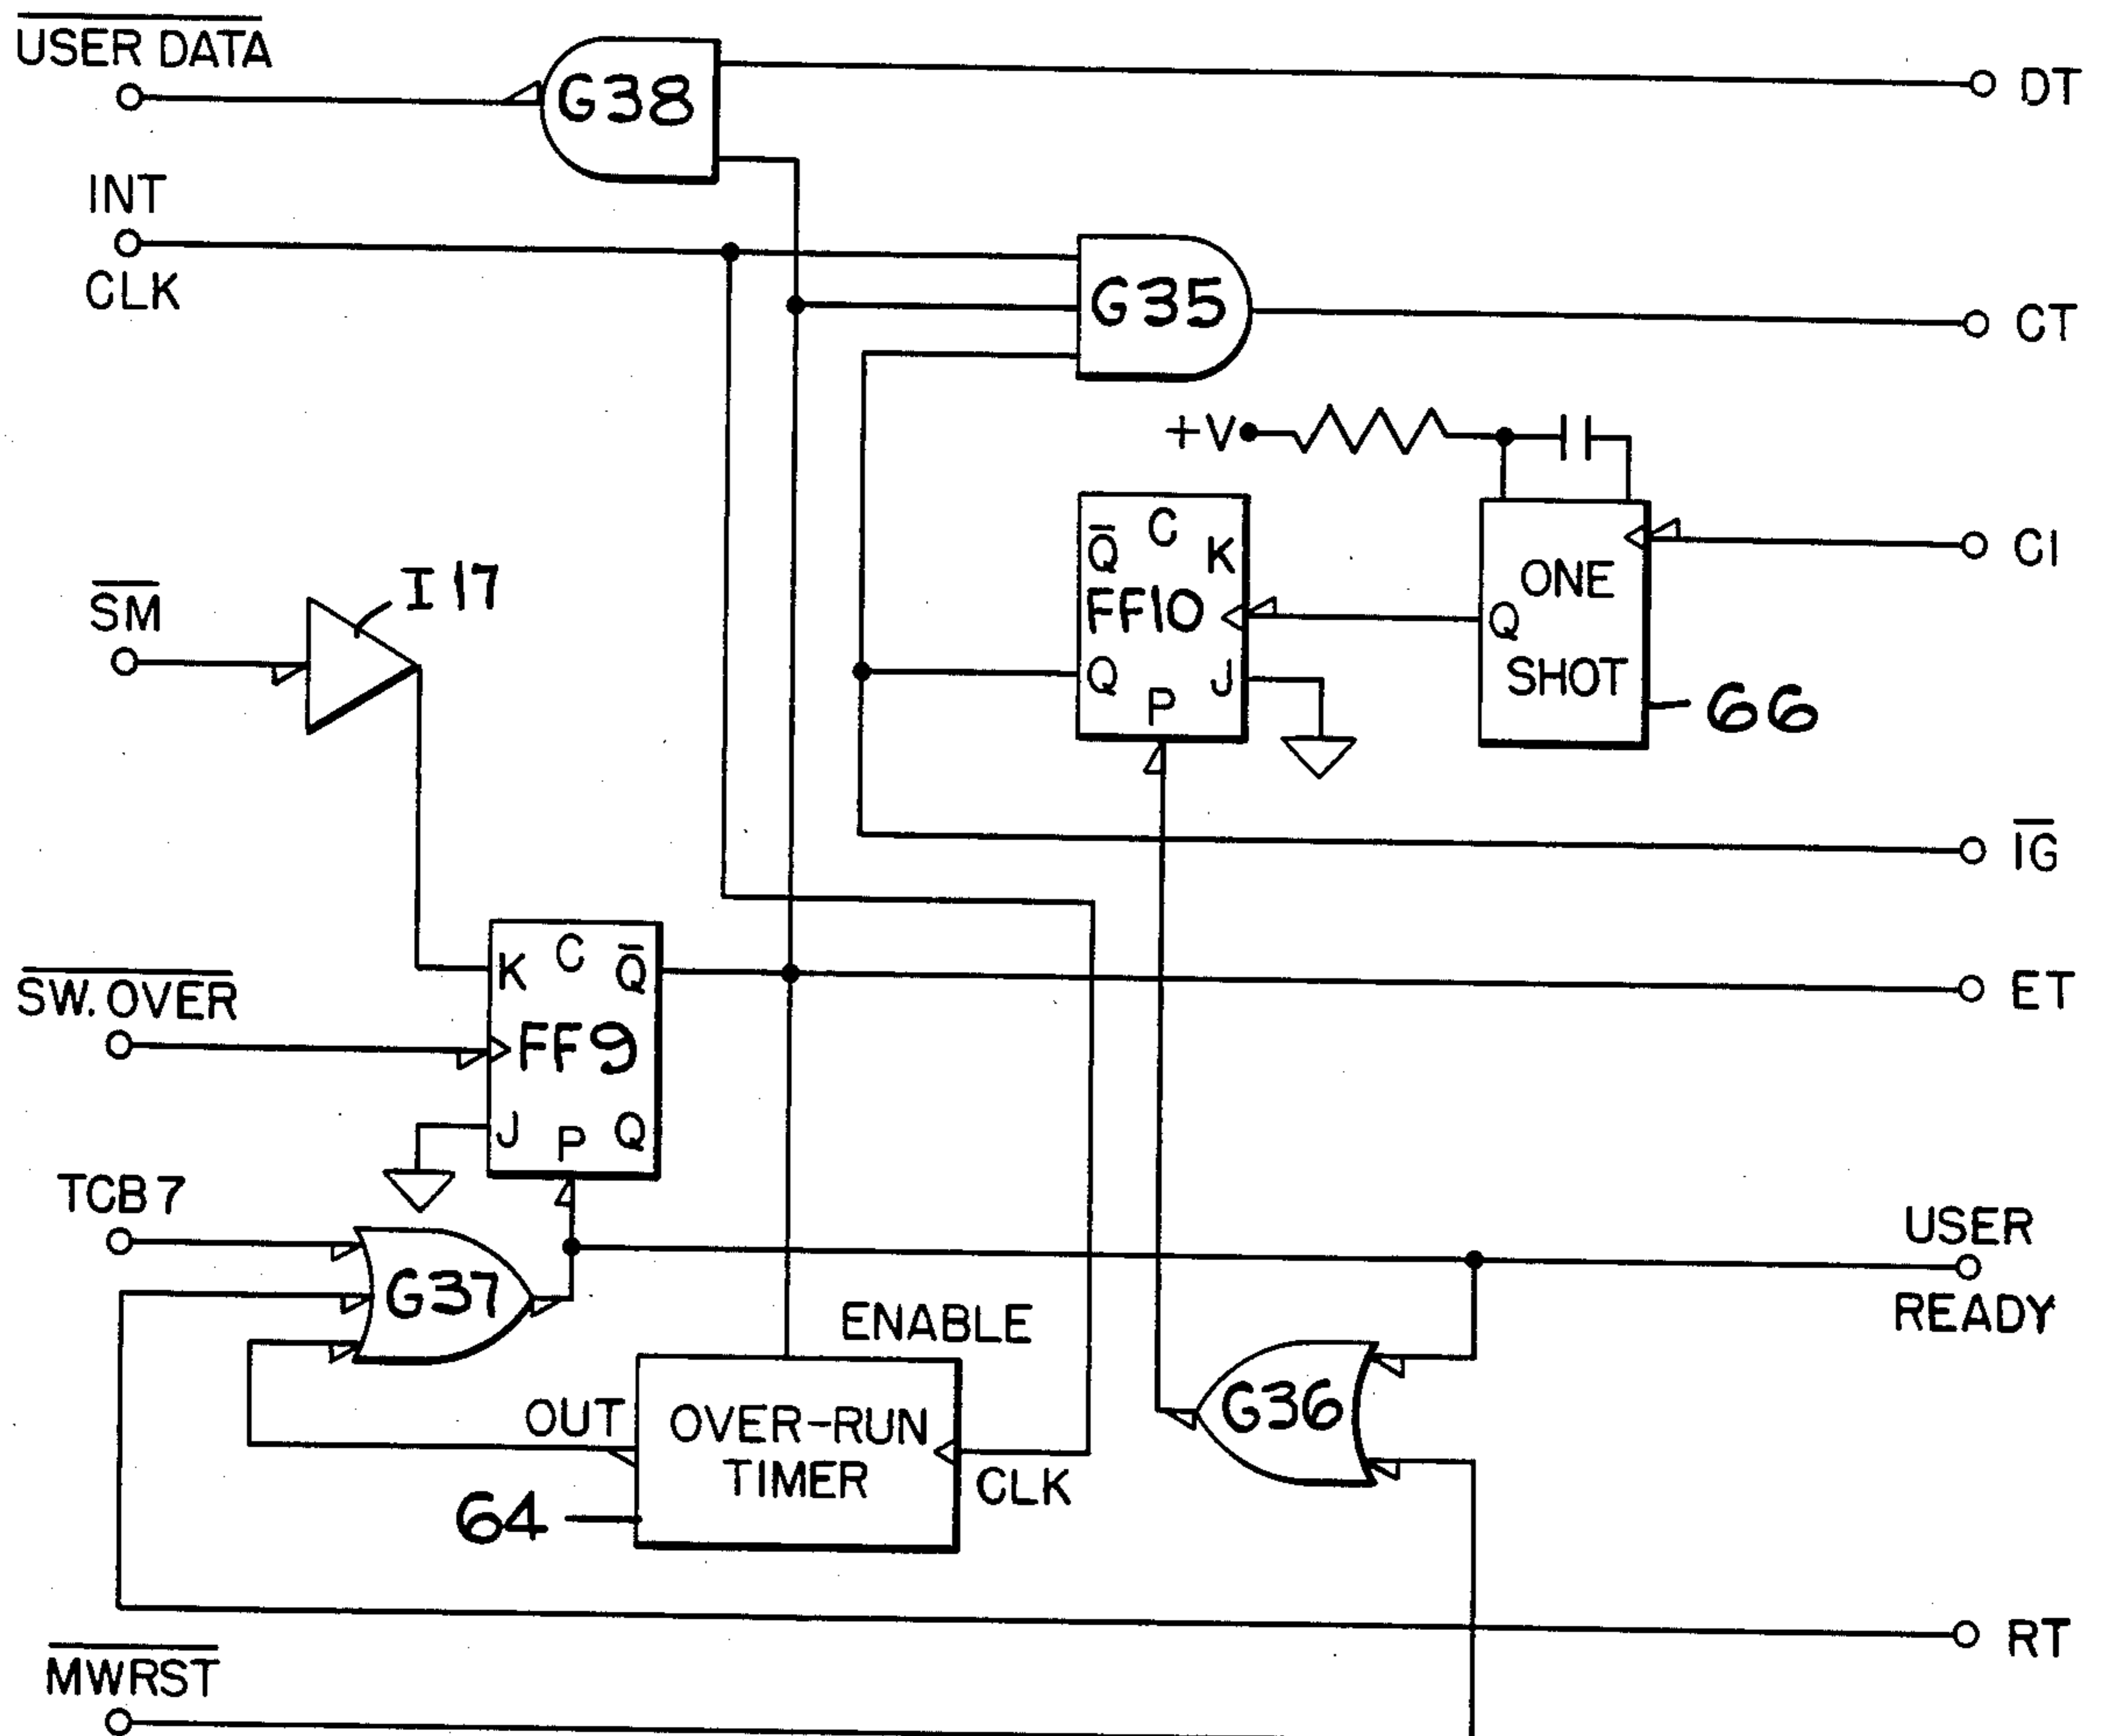 USER DATA
G38
DT
INT
CLK
G35
CT
+V
C
Q
K
FF10
Q
J
P
ONE
Q
SHOT
CI
66
I 17
SM
IG
K
C
Q
FF9
J
P
Q
SW. OVER
ET
TCB 7
G37
USER
READY
ENABLE
OUT
OVER-RUN
TIMER
CLK
64
G36
RT
MWRST